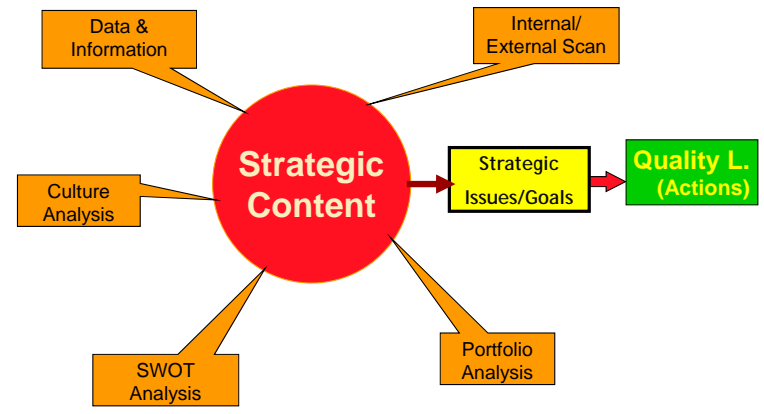 Data &
Information
Internal/
External Scan
Strategic
Content
Strategic
Issues/Goals
Quality L.
(Actions)
Culture
Analysis
SWOT
Analysis
Portfolio
Analysis